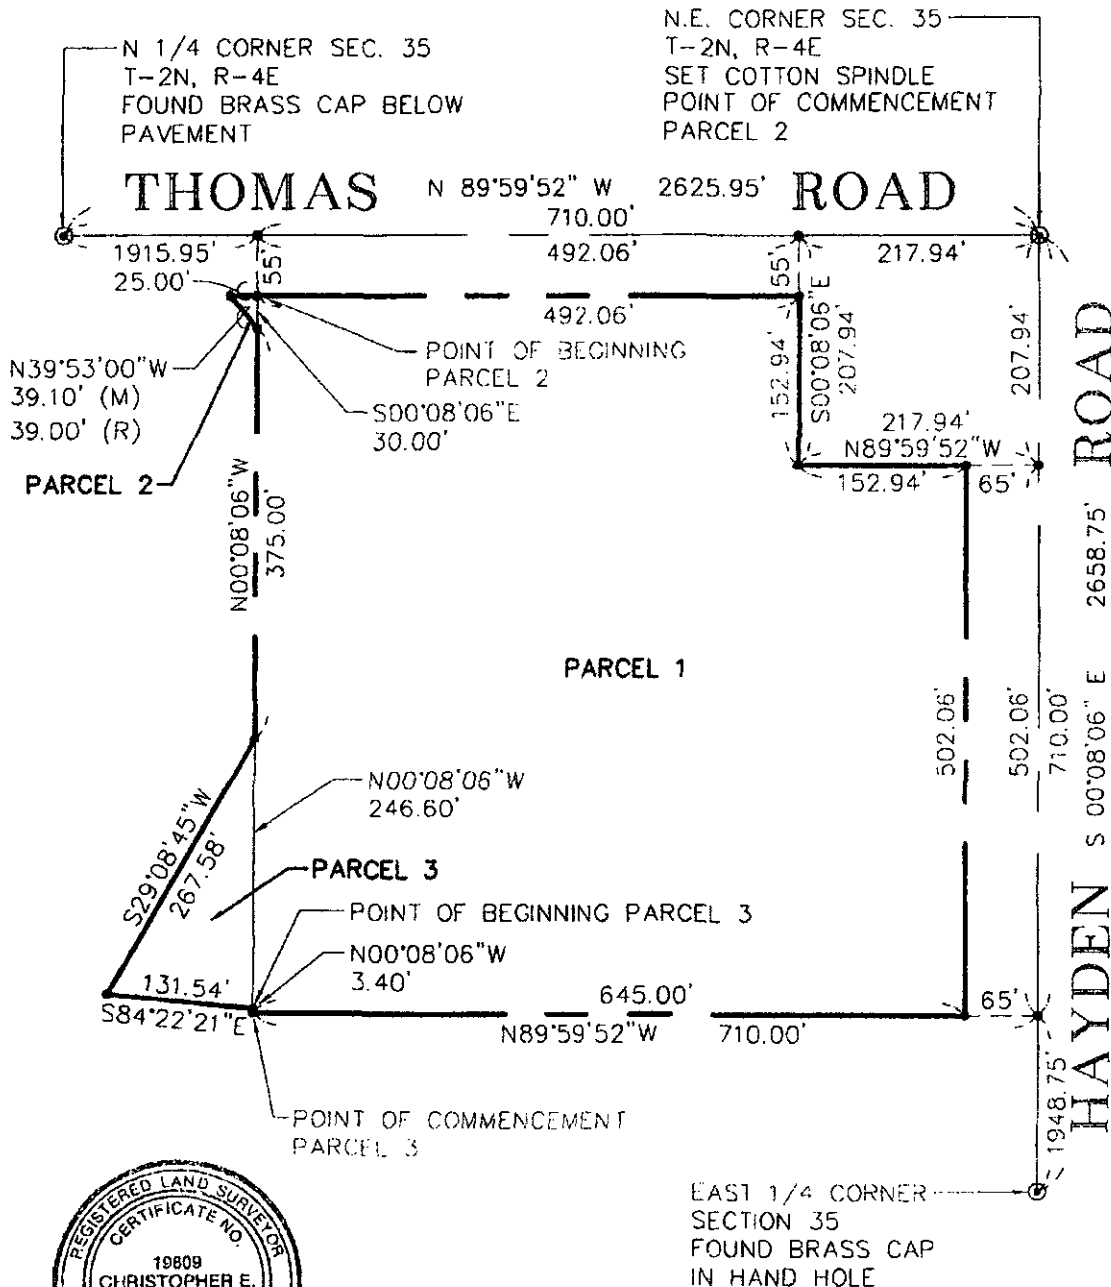 N 1/4 CORNER SEC. 35
T-2N, R-4E
FOUND BRASS CAP BELOW
PAVEMENT
N.E. CORNER SEC. 35
T-2N, R-4E
SET COTTON SPINDLE
POINT OF COMMENCEMENT
PARCEL 2
THOMAS N 89°59'52" W 2625.95' ROAD
710.00'
1915.95'
492.06'
217.94'
25.00'
55'
55'
492.06'
POINT OF BEGINNING
PARCEL 2
N39°53'00"W
39.10' (M)
39.00' (R)
S00°08'06"E
30.00'
PARCEL 2
152.94'
S00°08'06"E
207.94'
207.94'
217.94'
N89°59'52"W
152.94'
65'
N00°08'06"W
375.00'
PARCEL 1
502.06'
502.06'
710.00'
HAYDEN S 00°08'06" E 2658.75' ROAD
N00°08'06"W
246.60'
S29°08'45"W
267.58'
PARCEL 3
POINT OF BEGINNING PARCEL 3
N00°08'06"W
3.40'
131.54'
S84°22'21"E
645.00'
65'
N89°59'52"W 710.00'
1948.75'
POINT OF COMMENCEMENT
PARCEL 3
EAST 1/4 CORNER
SECTION 35
FOUND BRASS CAP
IN HAND HOLE
REGISTERED LAND SURVEYOR
CERTIFICATE NO.
19809
CHRISTOPHER E.